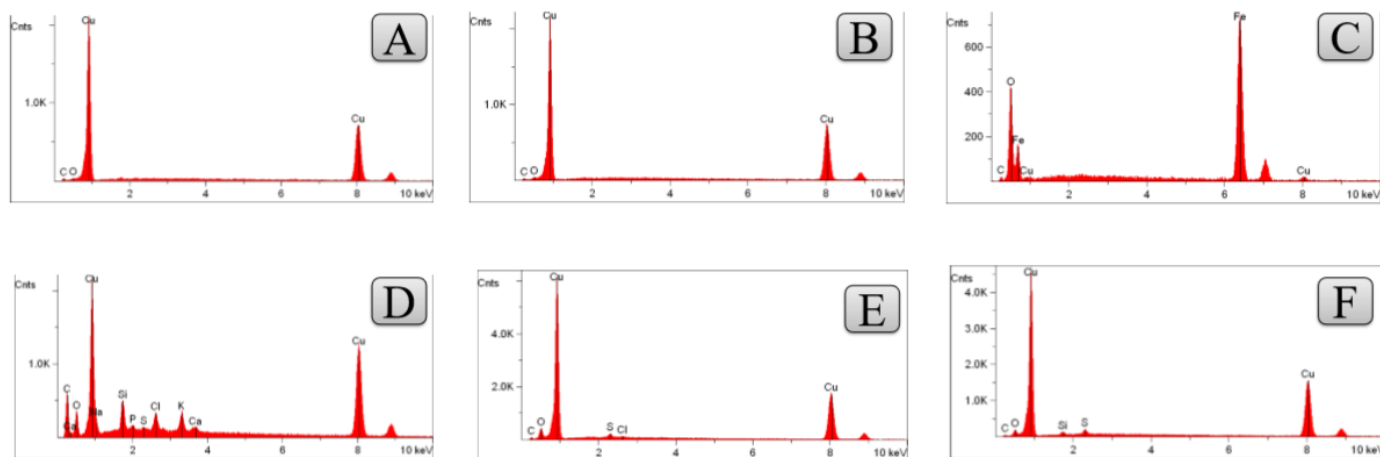 Cnts Cu A
1.0K
Cu
C O
2 4 6 8 10 keV
Cnts Cu B
1.0K
Cu
C O
2 4 6 8 10 keV
Cnts Fe C
600
O
400
Fe
200
C Cu Cu
2 4 6 8 10 keV
Cnts Cu D
Cu
1.0K
C
Si
O Na Cl K
P S Ca
Ca
2 4 6 8 10 keV
Cnts Cu E
4.0K
2.0K Cu
C O S Cl
2 4 6 8 10 keV
Cnts Cu F
4.0K
3.0K
2.0K
Cu
1.0K
C O Si S
2 4 6 8 10 keV